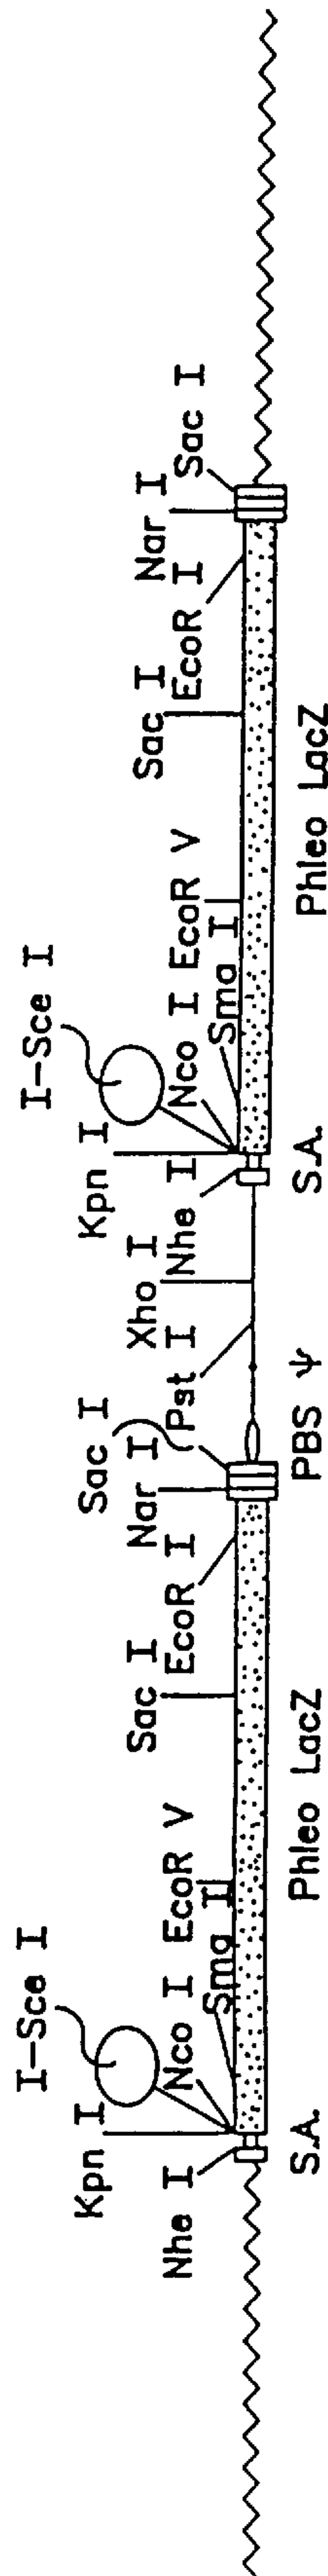 I-Sce I
Kpn I
Nhe I
Nco I
Sma I
EcoR V
Sac I
EcoR I
Nar I
Sac I
Pst I
Xho I
Nhe I
Kpn I
I-Sce I
Nco I
Sma I
EcoR V
Sac I
EcoR I
Nar I
Sac I
S.A.
Phleo LacZ
PBS Ψ
S.A.
Phleo LacZ